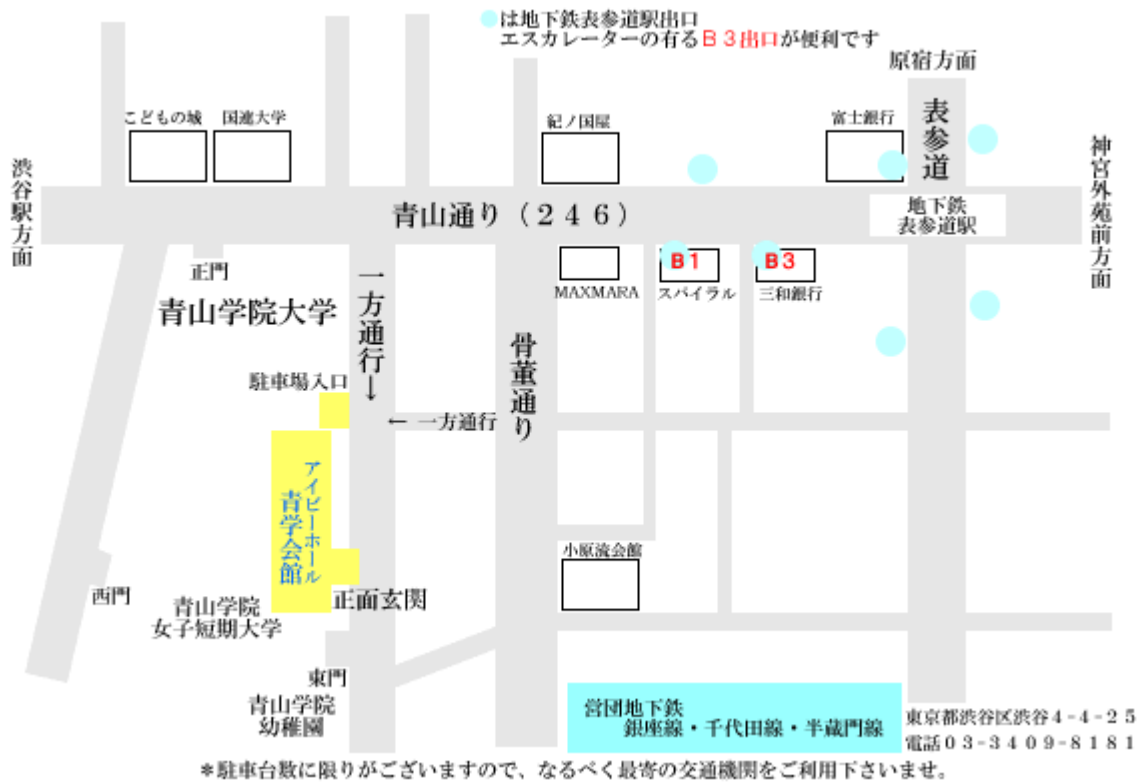 は地下鉄表参道駅出口
エスカレーターの有るＢ３出口が便利です
原宿方面
表参道
こどもの城
国連大学
紀ノ国屋
富士銀行
渋谷駅方面
神宮外苑前方面
青山通り（２４６）
地下鉄
表参道駅
正門
青山学院大学
一方通行↓
B1
B3
MAXMARA
スパイラル
三和銀行
骨董通り
駐車場入口
← 一方通行
アイビーホール
青学会館
小原流会館
西門
青山学院
女子短期大学
正面玄関
東門
青山学院
幼稚園
営団地下鉄
銀座線・千代田線・半蔵門線
東京都渋谷区渋谷４-４-２５
電話０３-３４０９-８１８１
＊駐車台数に限りがございますので、なるべく最寄の交通機関をご利用下さいませ。